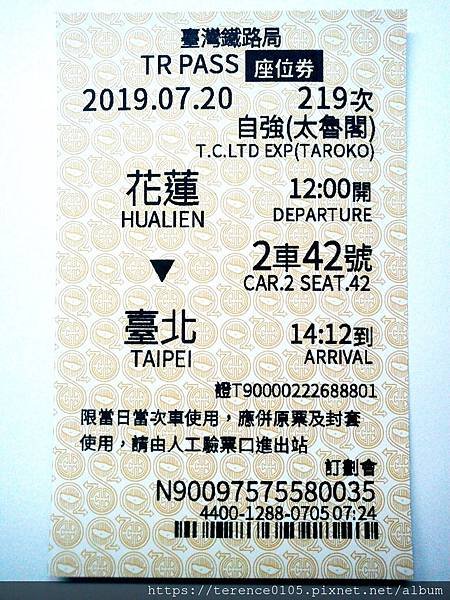 臺灣鐵路局
TR PASS 座位券
2019.07.20 219次
自強(太魯閣)
T.C.LTD EXP(TAROKO)
花蓮 12:00開
HUALIEN DEPARTURE
▼ 2車42號
CAR.2 SEAT.42
臺北 14:12到
TAIPEI ARRIVAL
證T90000222688801
限當日當次車使用，應併原票及封套
使用，請由人工驗票口進出站
訂劃會
N90097575580035
4400-1288-0705 07:24
https://terence0105.pixnet.net/album